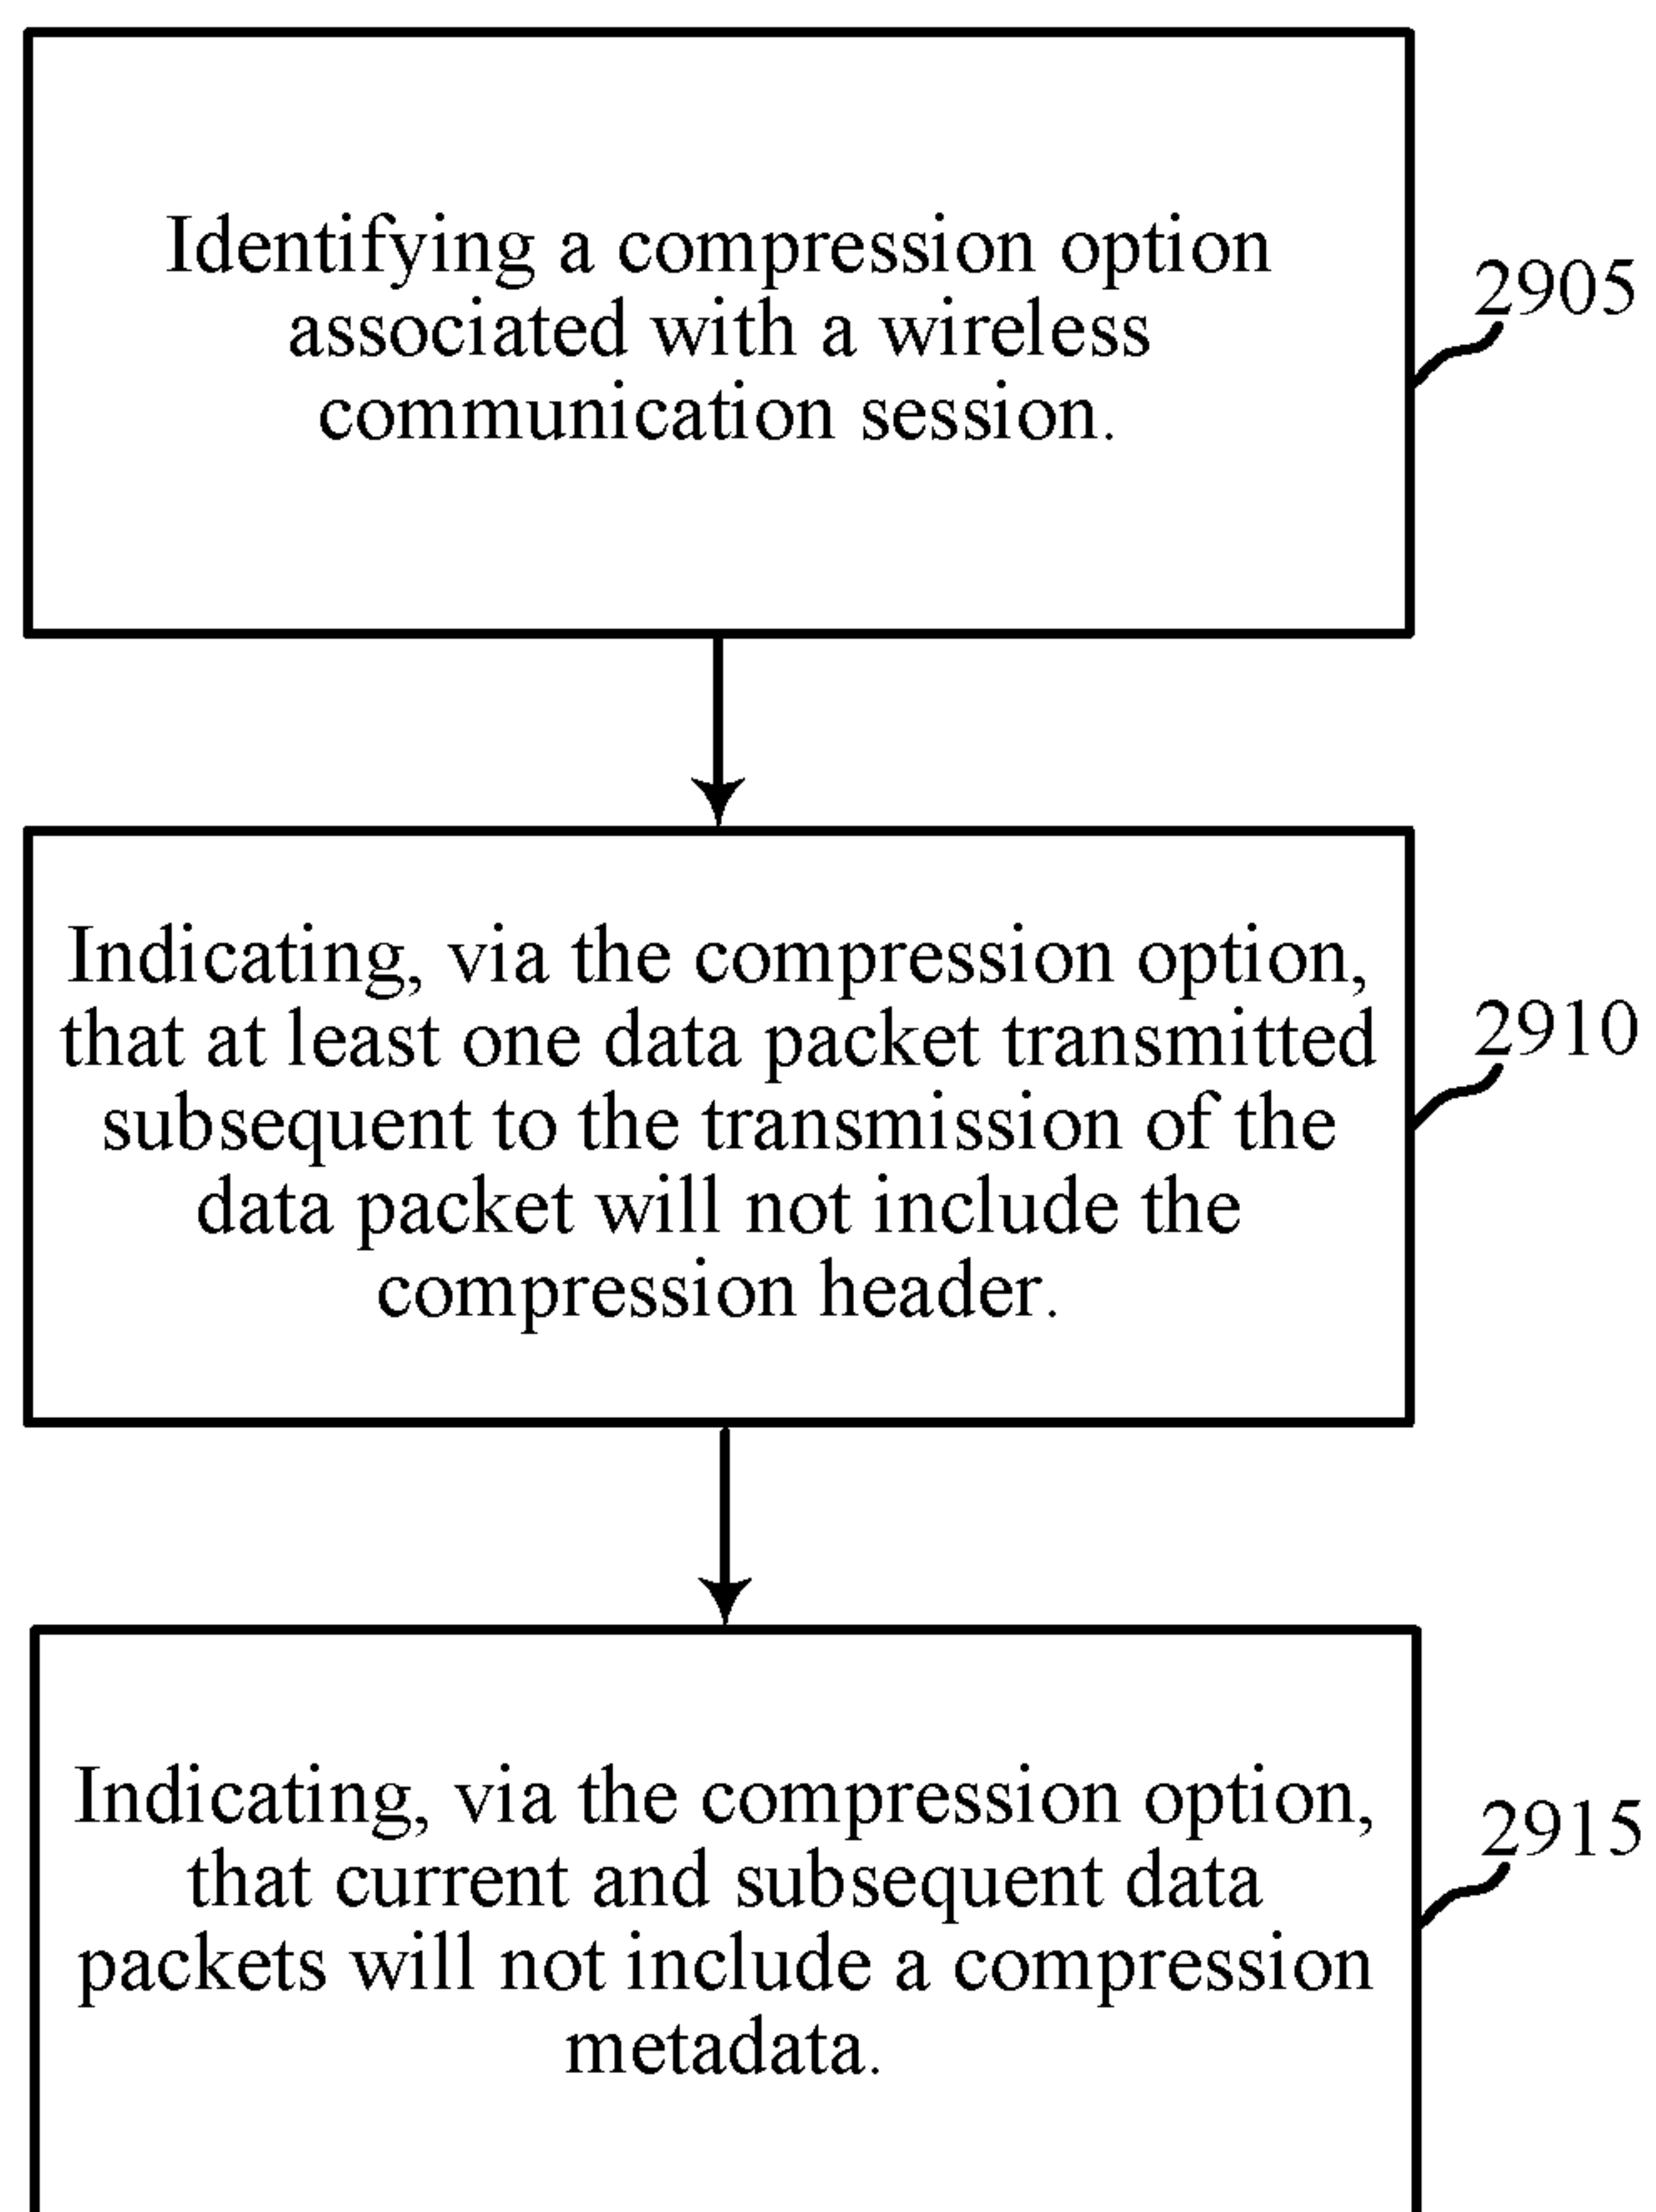 Identifying a compression option
associated with a wireless
communication session.
2905
Indicating, via the compression option,
that at least one data packet transmitted
subsequent to the transmission of the
data packet will not include the
compression header.
2910
Indicating, via the compression option,
that current and subsequent data
packets will not include a compression
metadata.
2915